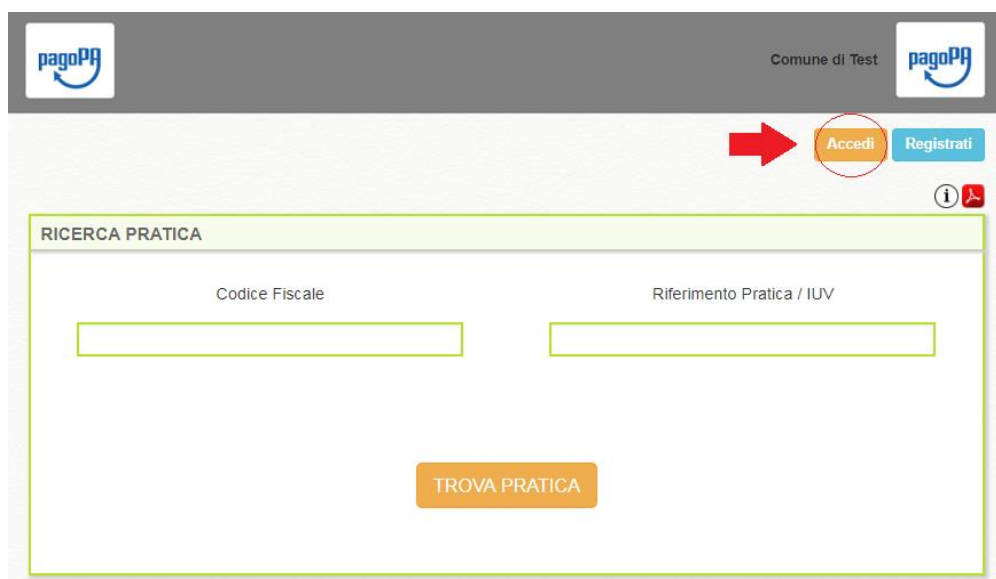 pagoPA
Comune di Test
pagoPA
Accedi
Registrati
i
RICERCA PRATICA
Codice Fiscale
Riferimento Pratica / IUV
TROVA PRATICA